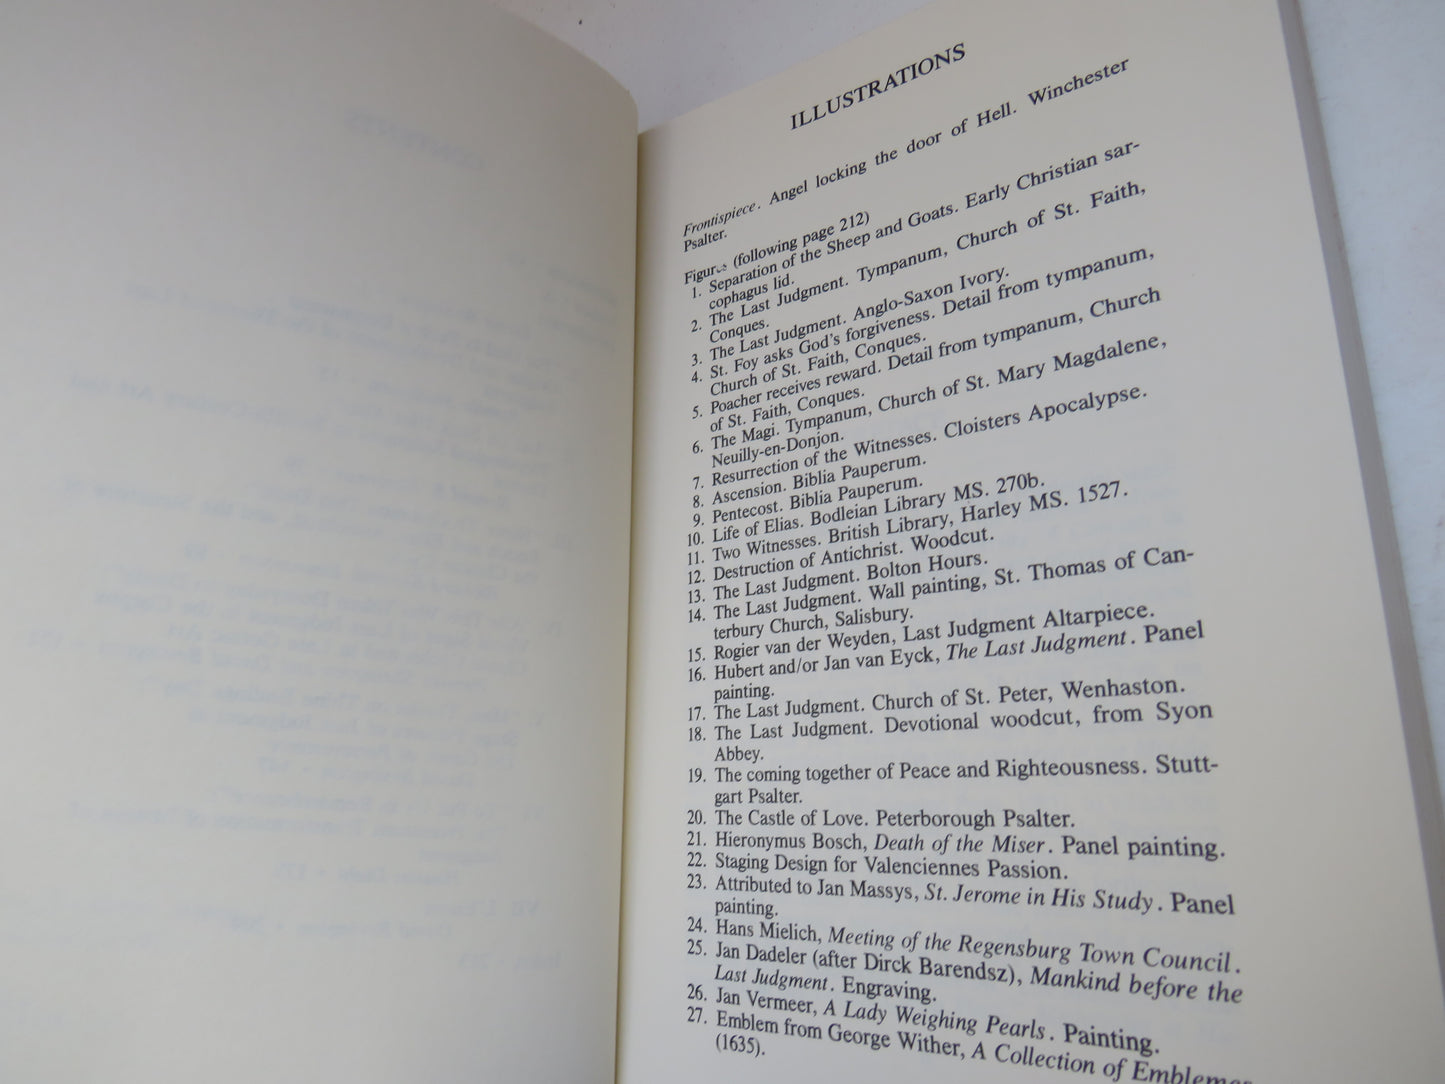 ILLUSTRATIONS
Frontispiece. Angel locking the door of Hell. Winchester
Psalter.
Figures (following page 212)
1. Separation of the Sheep and Goats. Early Christian sar-
cophagus lid.
2. The Last Judgment. Tympanum, Church of St. Faith,
Conques.
3. The Last Judgment. Anglo-Saxon Ivory.
4. St. Foy asks God's forgiveness. Detail from tympanum,
Church of St. Faith, Conques.
5. Poacher receives reward. Detail from tympanum, Church
of St. Faith, Conques.
6. The Magi. Tympanum, Church of St. Mary Magdalene,
Neuilly-en-Donjon.
7. Resurrection of the Witnesses. Cloisters Apocalypse.
8. Ascension. Biblia Pauperum.
9. Pentecost. Biblia Pauperum.
10. Life of Elias. Bodleian Library MS. 270b.
11. Two Witnesses. British Library, Harley MS. 1527.
12. Destruction of Antichrist. Woodcut.
13. The Last Judgment. Bolton Hours.
14. The Last Judgment. Wall painting, St. Thomas of Can-
terbury Church, Salisbury.
15. Rogier van der Weyden, Last Judgment Altarpiece.
16. Hubert and/or Jan van Eyck, The Last Judgment. Panel
painting.
17. The Last Judgment. Church of St. Peter, Wenhaston.
18. The Last Judgment. Devotional woodcut, from Syon
Abbey.
19. The coming together of Peace and Righteousness. Stutt-
gart Psalter.
20. The Castle of Love. Peterborough Psalter.
21. Hieronymus Bosch, Death of the Miser. Panel painting.
22. Staging Design for Valenciennes Passion.
23. Attributed to Jan Massys, St. Jerome in His Study. Panel
painting.
24. Hans Mielich, Meeting of the Regensburg Town Council.
25. Jan Dadeler (after Dirck Barendsz), Mankind before the
Last Judgment. Engraving.
26. Jan Vermeer, A Lady Weighing Pearls. Painting.
27. Emblem from George Wither, A Collection of Emblemes
(1635).